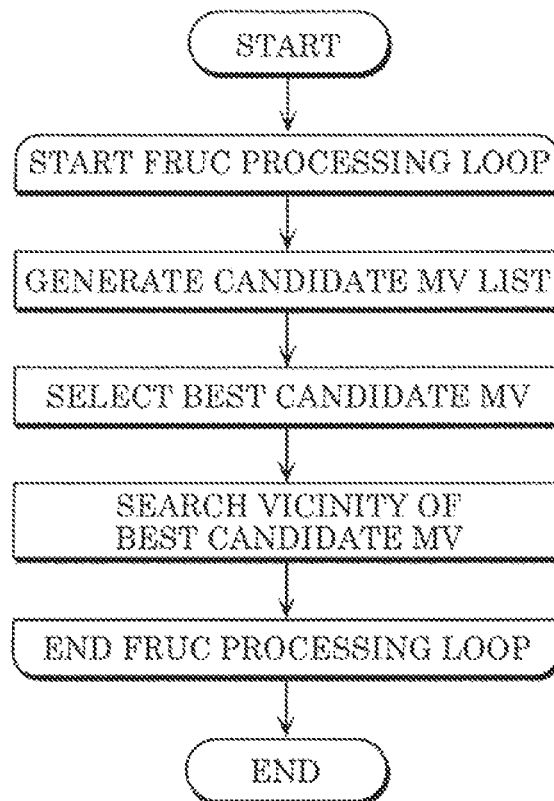 START
START FRUC PROCESSING LOOP
GENERATE CANDIDATE MV LIST
SELECT BEST CANDIDATE MV
SEARCH VICINITY OF
BEST CANDIDATE MV
END FRUC PROCESSING LOOP
END